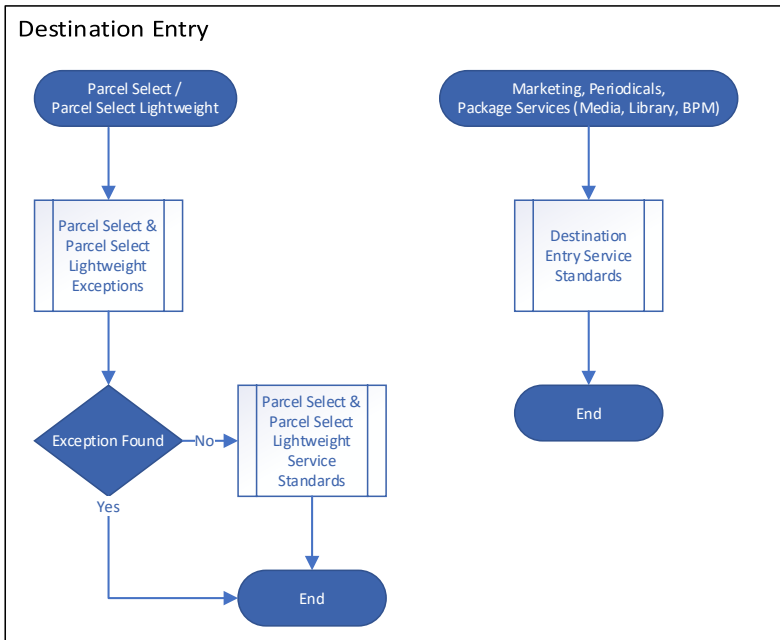 Destination Entry
Parcel Select /
Parcel Select Lightweight
Parcel Select &
Parcel Select
Lightweight
Exceptions
Exception Found
No
Yes
Parcel Select &
Parcel Select
Lightweight
Service
Standards
End
Marketing, Periodicals,
Package Services (Media, Library, BPM)
Destination
Entry Service
Standards
End